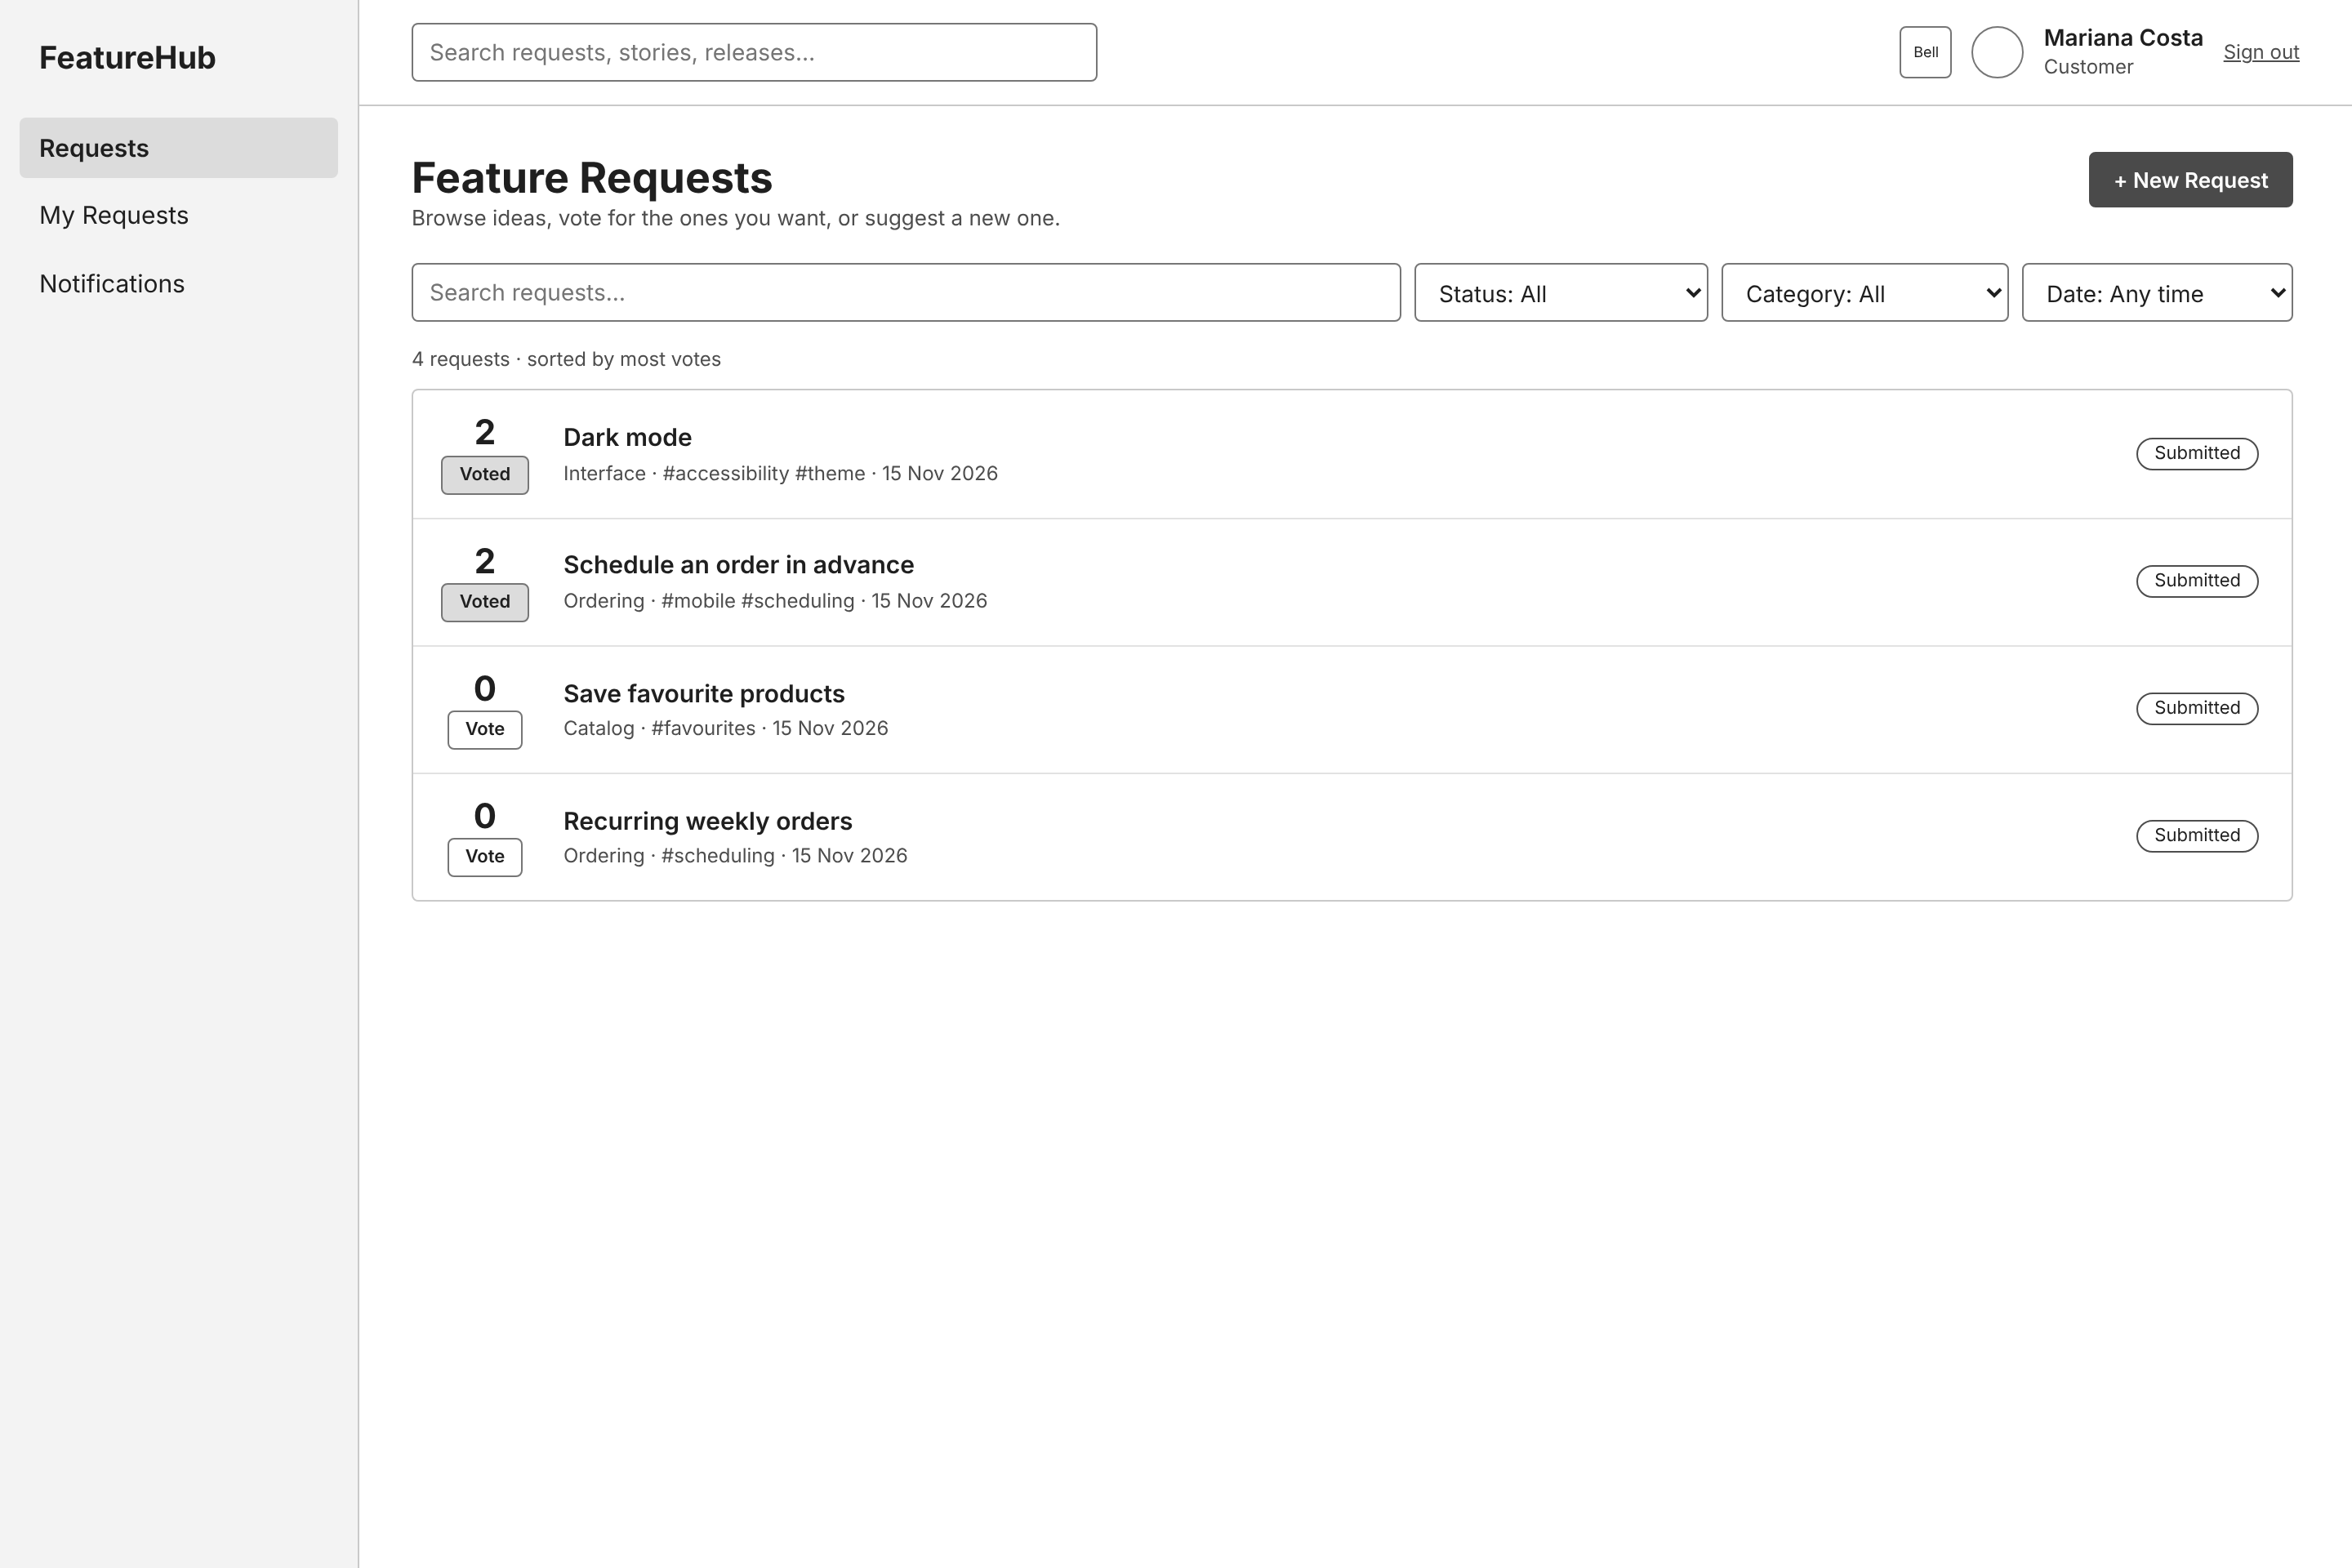 FeatureHub
Requests
My Requests
Notifications
Search requests, stories, releases...
Bell
Mariana Costa
Customer
Sign out
Feature Requests
Browse ideas, vote for the ones you want, or suggest a new one.
+ New Request
Search requests...
Status: All
Category: All
Date: Any time
4 requests · sorted by most votes
2
Voted
Dark mode
Interface · #accessibility #theme · 15 Nov 2026
Submitted
2
Voted
Schedule an order in advance
Ordering · #mobile #scheduling · 15 Nov 2026
Submitted
0
Vote
Save favourite products
Catalog · #favourites · 15 Nov 2026
Submitted
0
Vote
Recurring weekly orders
Ordering · #scheduling · 15 Nov 2026
Submitted